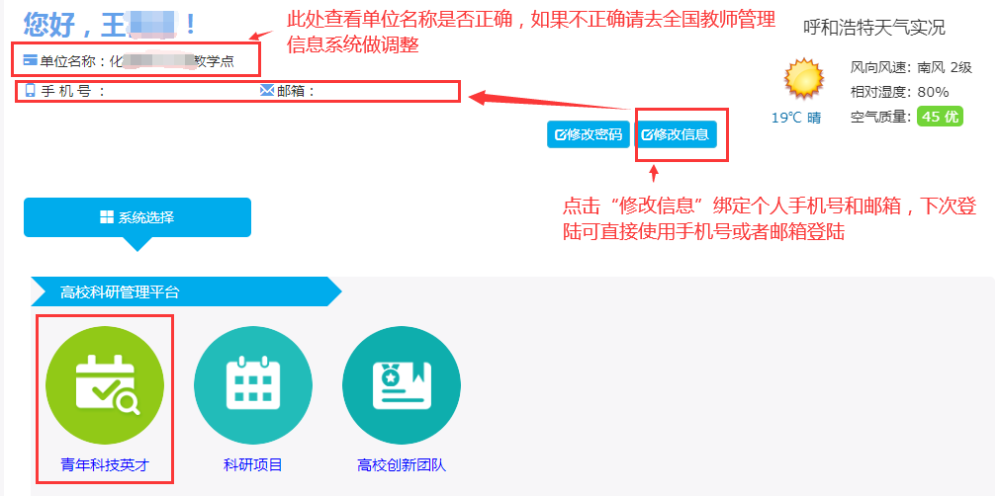 您好，王！
此处查看单位名称是否正确，如果不正确请去全国教师管理
信息系统做调整
呼和浩特天气实况
单位名称：化教学点
风向风速：南风 2级
手 机 号 ：
邮箱：
相对湿度：80%
19℃ 晴
空气质量：45 优
修改密码
修改信息
点击“修改信息”绑定个人手机号和邮箱，下次登
陆可直接使用手机号或者邮箱登陆
系统选择
高校科研管理平台
青年科技英才
科研项目
高校创新团队